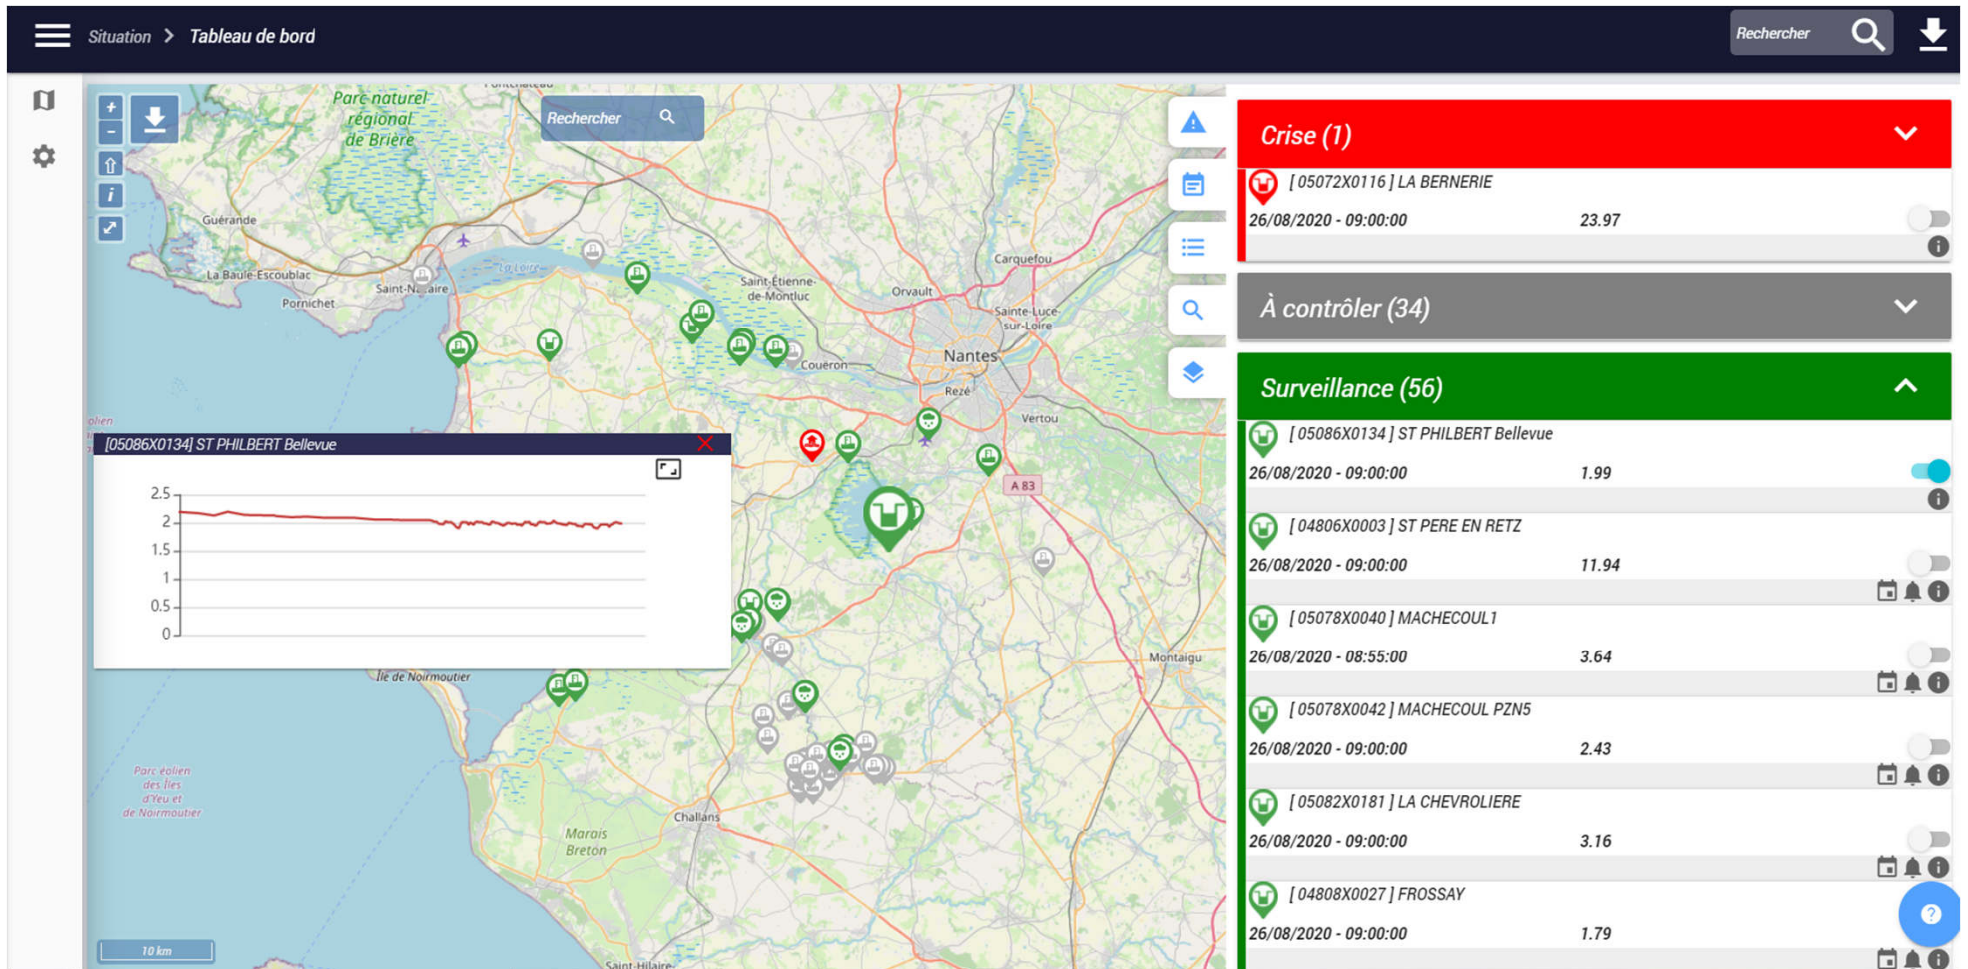 Situation > Tableau de bord
Rechercher
Parc naturel
régional
de Brière
Rechercher
Guérande
La Baule-Escoublac
Pornichet
La Loire
Saint-Étienne-
de-Montluc
Orvault
Carquefou
Sainte-Luce-
sur-Loire
Couëron
Nantes
Rezé
Vertou
A 83
Montaigu
[05086X0134] ST PHILBERT Bellevue
2.5
2
1.5
1
0.5
0
Île de Noirmoutier
Parc éolien
des Îles
d'Yeu et
de Noirmoutier
Challans
Marais
Breton
10 km
Crise (1)
[ 05072X0116 ] LA BERNERIE
26/08/2020 - 09:00:00 23.97
À contrôler (34)
Surveillance (56)
[ 05086X0134 ] ST PHILBERT Bellevue
26/08/2020 - 09:00:00 1.99
[ 04806X0003 ] ST PERE EN RETZ
26/08/2020 - 09:00:00 11.94
[ 05078X0040 ] MACHECOUL1
26/08/2020 - 08:55:00 3.64
[ 05078X0042 ] MACHECOUL PZN5
26/08/2020 - 09:00:00 2.43
[ 05082X0181 ] LA CHEVROLIERE
26/08/2020 - 09:00:00 3.16
[ 04808X0027 ] FROSSAY
26/08/2020 - 09:00:00 1.79